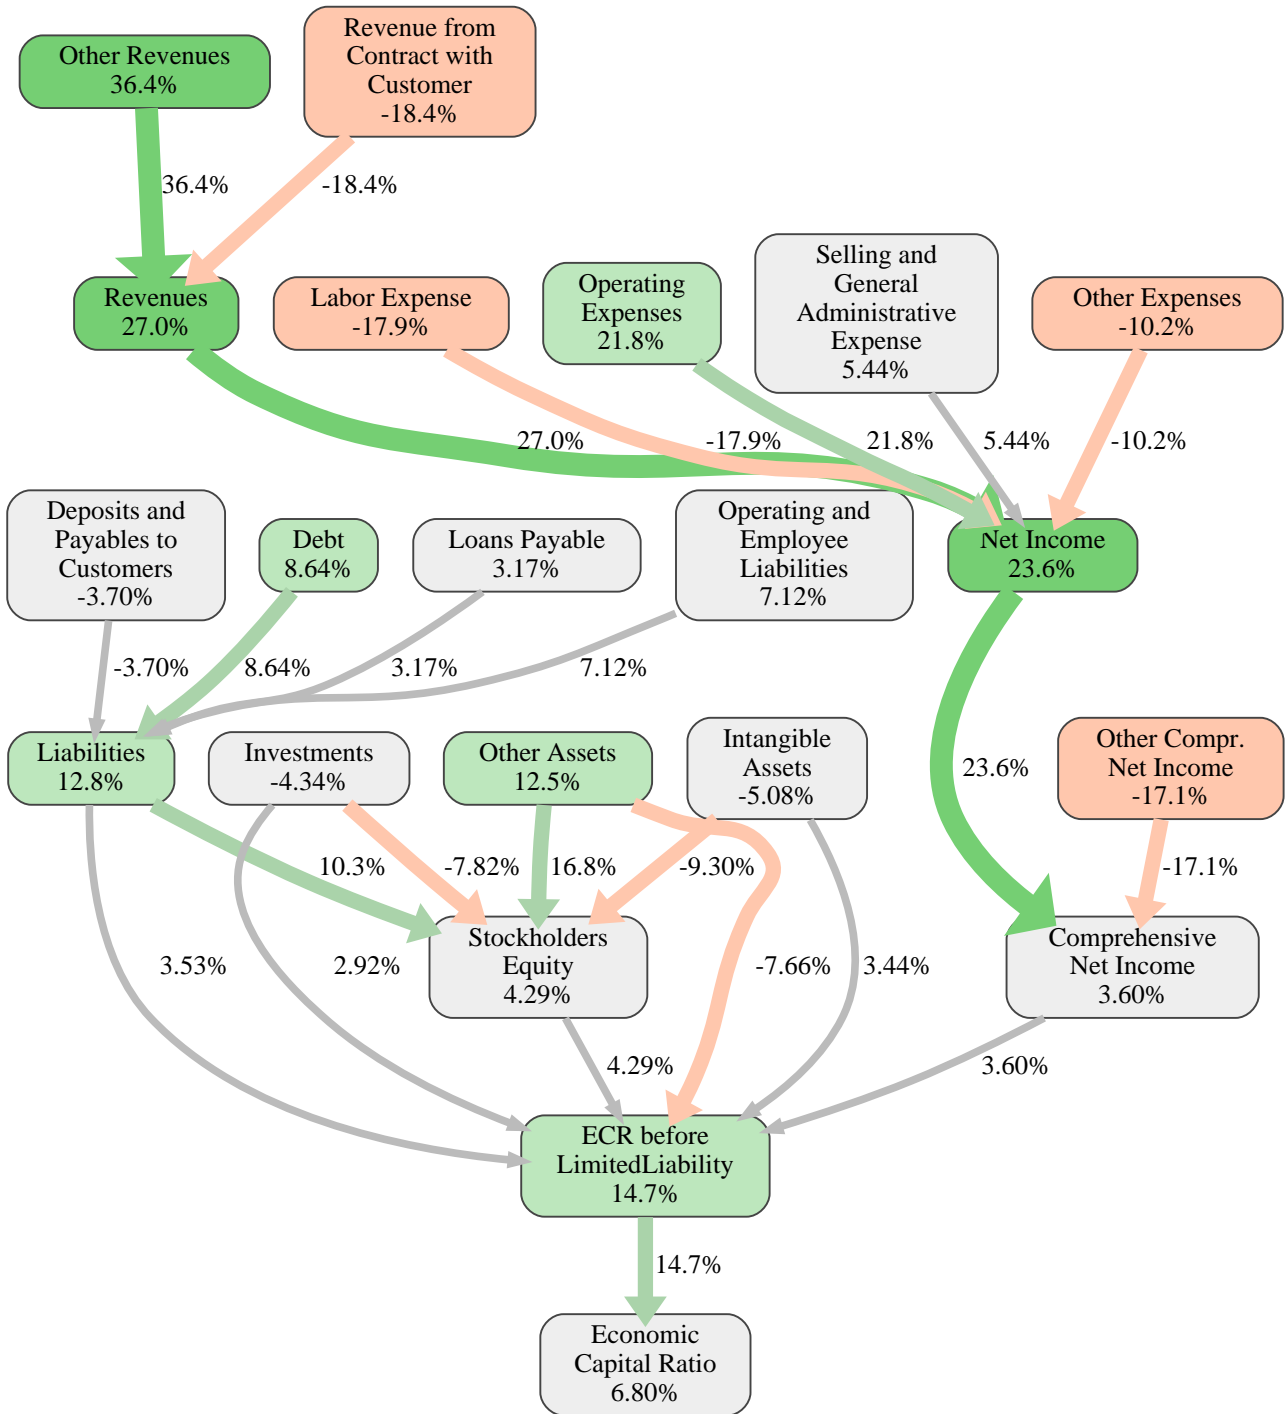 Other Revenues
36.4%
Revenue from
Contract with
Customer
-18.4%
36.4%
-18.4%
Revenues
27.0%
Labor Expense
-17.9%
Operating
Expenses
21.8%
Selling and
General
Administrative
Expense
5.44%
Other Expenses
-10.2%
27.0%
-17.9%
21.8%
5.44%
-10.2%
Deposits and
Payables to
Customers
-3.70%
Debt
8.64%
Loans Payable
3.17%
Operating and
Employee
Liabilities
7.12%
Net Income
23.6%
-3.70%
8.64%
3.17%
7.12%
Liabilities
12.8%
Investments
-4.34%
Other Assets
12.5%
Intangible
Assets
-5.08%
23.6%
Other Compr.
Net Income
-17.1%
10.3%
-7.82%
16.8%
-9.30%
-17.1%
3.53%
2.92%
Stockholders
Equity
4.29%
-7.66%
3.44%
Comprehensive
Net Income
3.60%
4.29%
3.60%
ECR before
LimitedLiability
14.7%
14.7%
Economic
Capital Ratio
6.80%